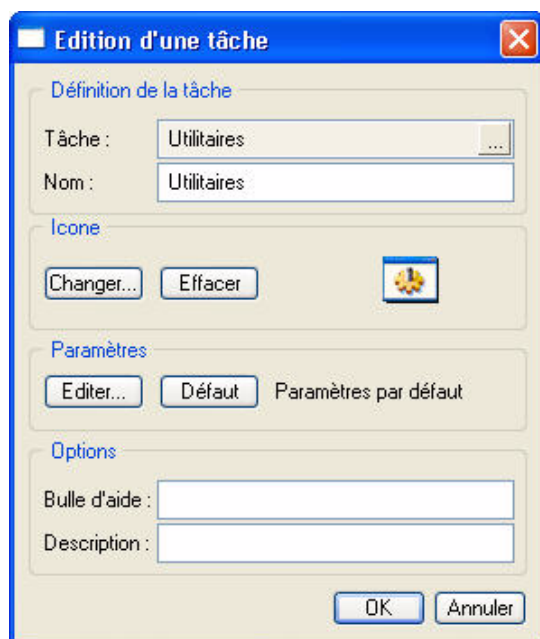 Edition d'une tâche
Définition de la tâche
Tâche : Utilitaires ...
Nom : Utilitaires
Icone
Changer... Effacer
Paramètres
Editer... Défaut Paramètres par défaut
Options
Bulle d'aide :
Description :
OK Annuler